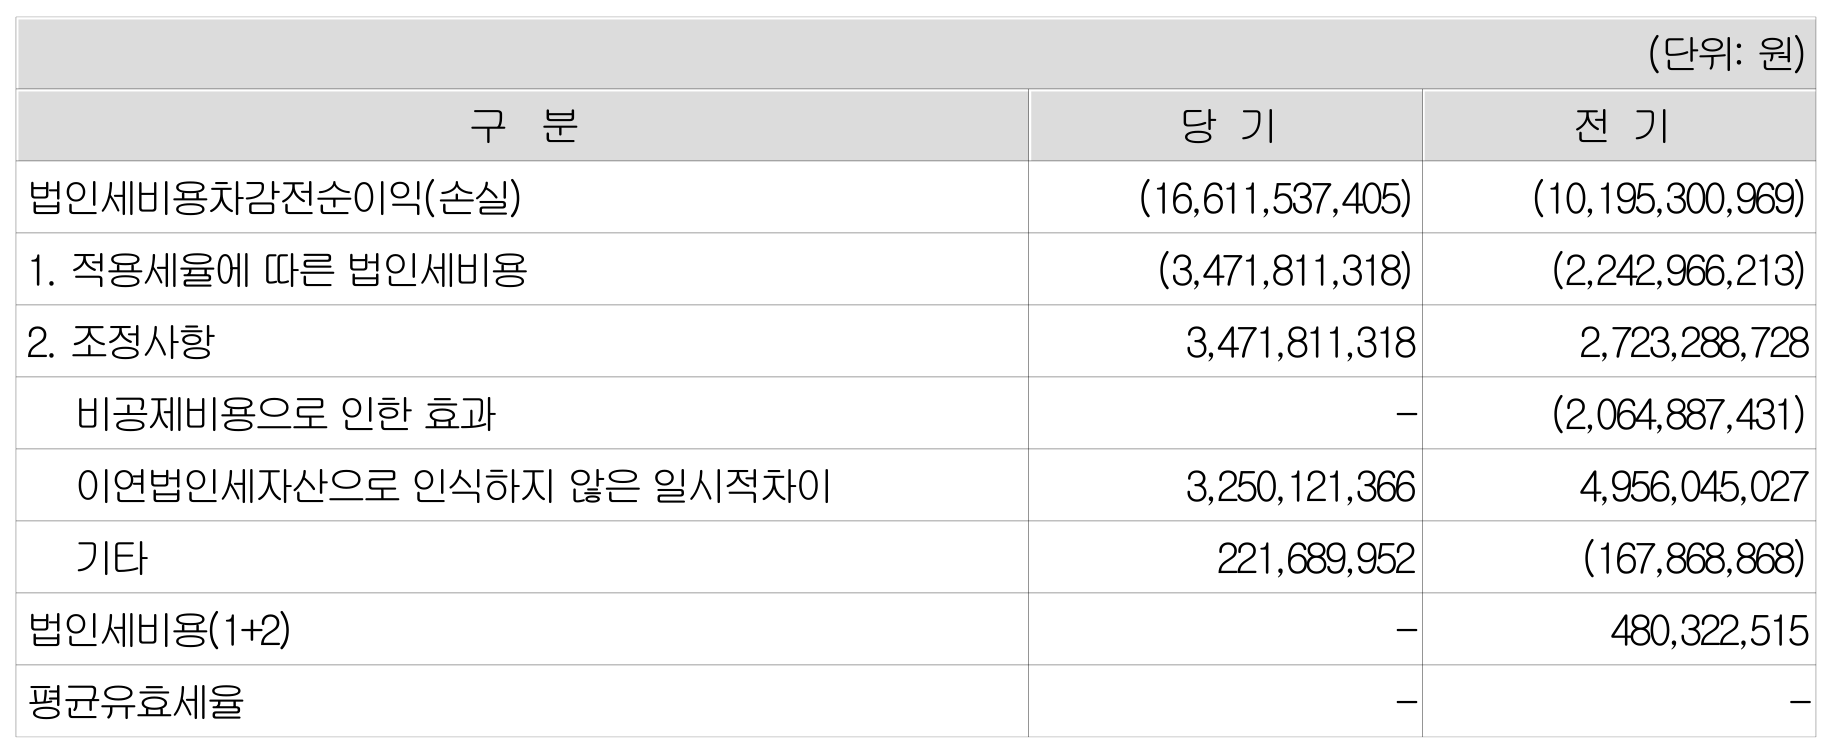 (단위: 원)
구 분 당 기 전 기
법인세비용차감전순이익(손실) (16,611,537,405) (10,195,300,969)
1. 적용세율에 따른 법인세비용 (3,471,811,318) (2,242,966,213)
2. 조정사항 3,471,811,318 2,723,288,728
비공제비용으로 인한 효과 - (2,064,887,431)
이연법인세자산으로 인식하지 않은 일시적차이 3,250,121,366 4,956,045,027
기타 221,689,952 (167,868,868)
법인세비용(1+2) - 480,322,515
평균유효세율 - -